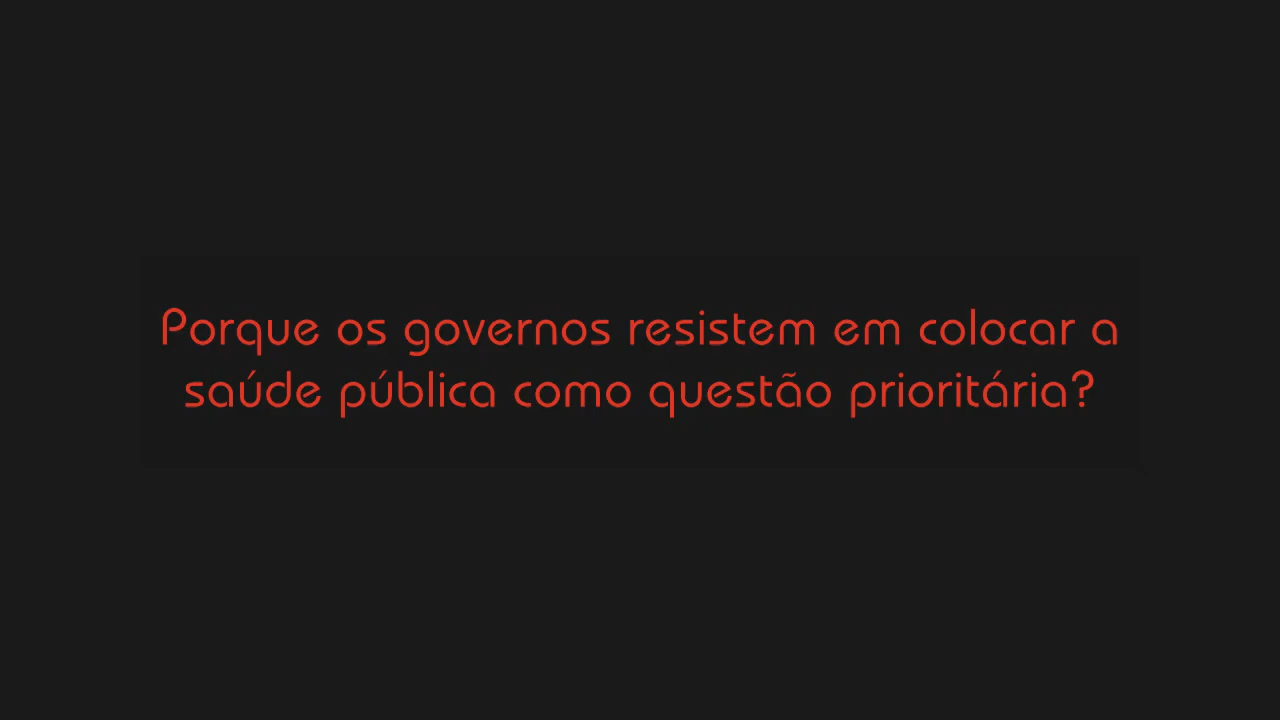 Porque os governos resistem em colocar a
saúde pública como questão prioritária?